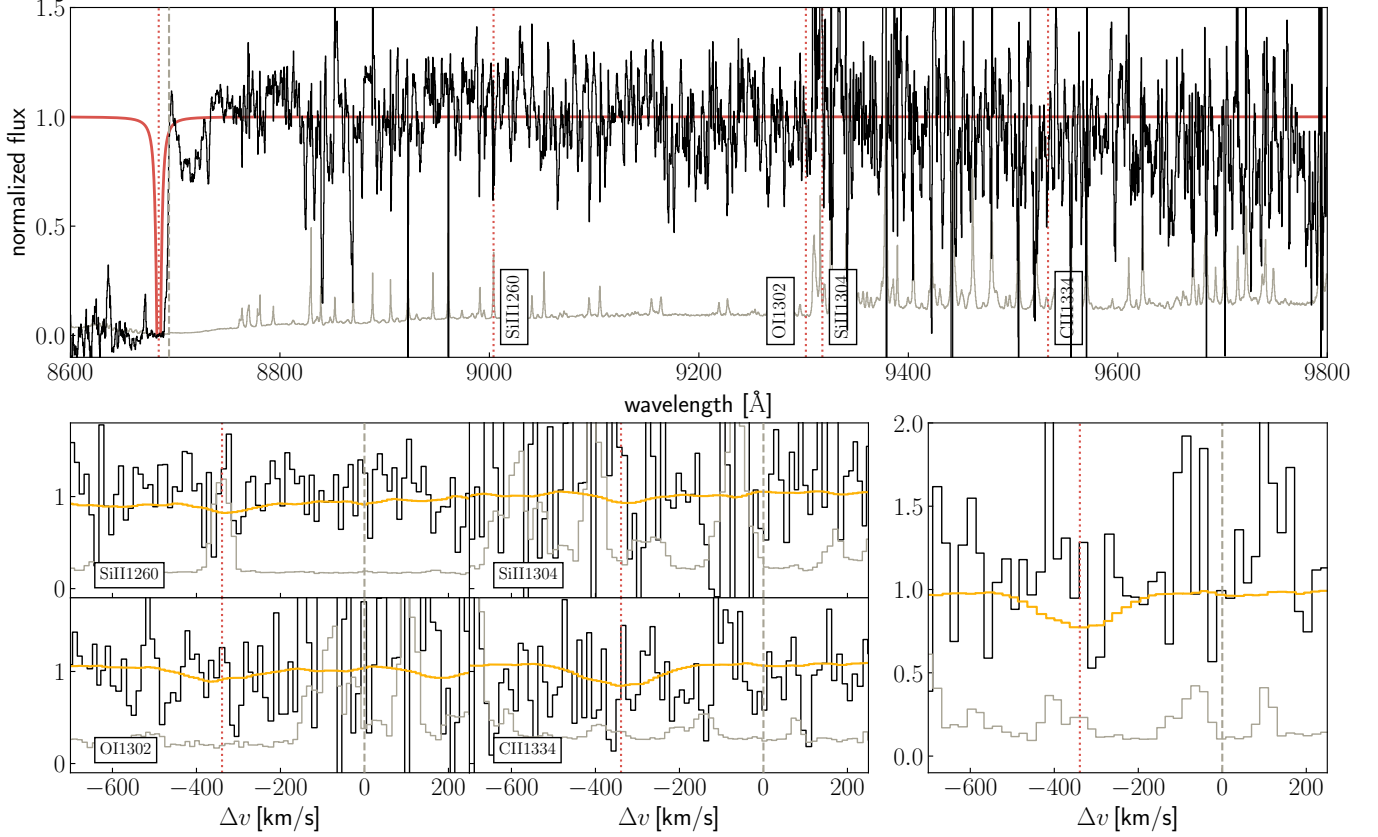 1.5
1.0
0.5
0.0
normalized flux
SiII1260
OI1302
SiII1304
CII1334
8600 8800 9000 9200 9400 9600 9800
wavelength [Å]
1
0
SiII1260
SiII1304
1
0
OI1302
CII1334
−600 −400 −200 0
−600 −400 −200 0 200
Δv [km/s]
Δv [km/s]
2.0
1.5
1.0
0.5
0.0
−600 −400 −200 0 200
Δv [km/s]